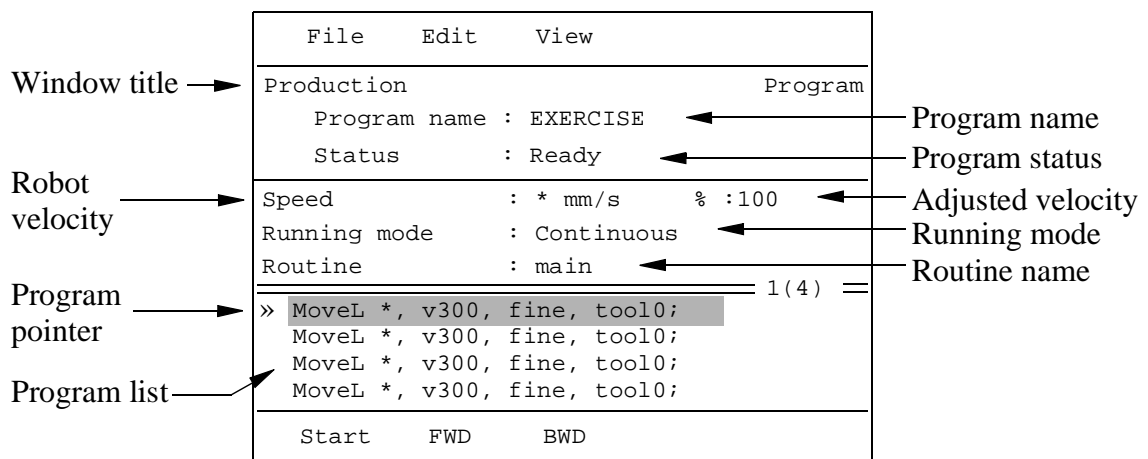 File Edit View
Window title
Production Program
Program name : EXERCISE
Program name
Status : Ready
Program status
Robot
velocity
Speed : * mm/s % :100
Adjusted velocity
Running mode : Continuous
Running mode
Routine : main
Routine name
1(4)
Program
pointer
» MoveL *, v300, fine, tool0;
MoveL *, v300, fine, tool0;
MoveL *, v300, fine, tool0;
MoveL *, v300, fine, tool0;
Program list
Start FWD BWD